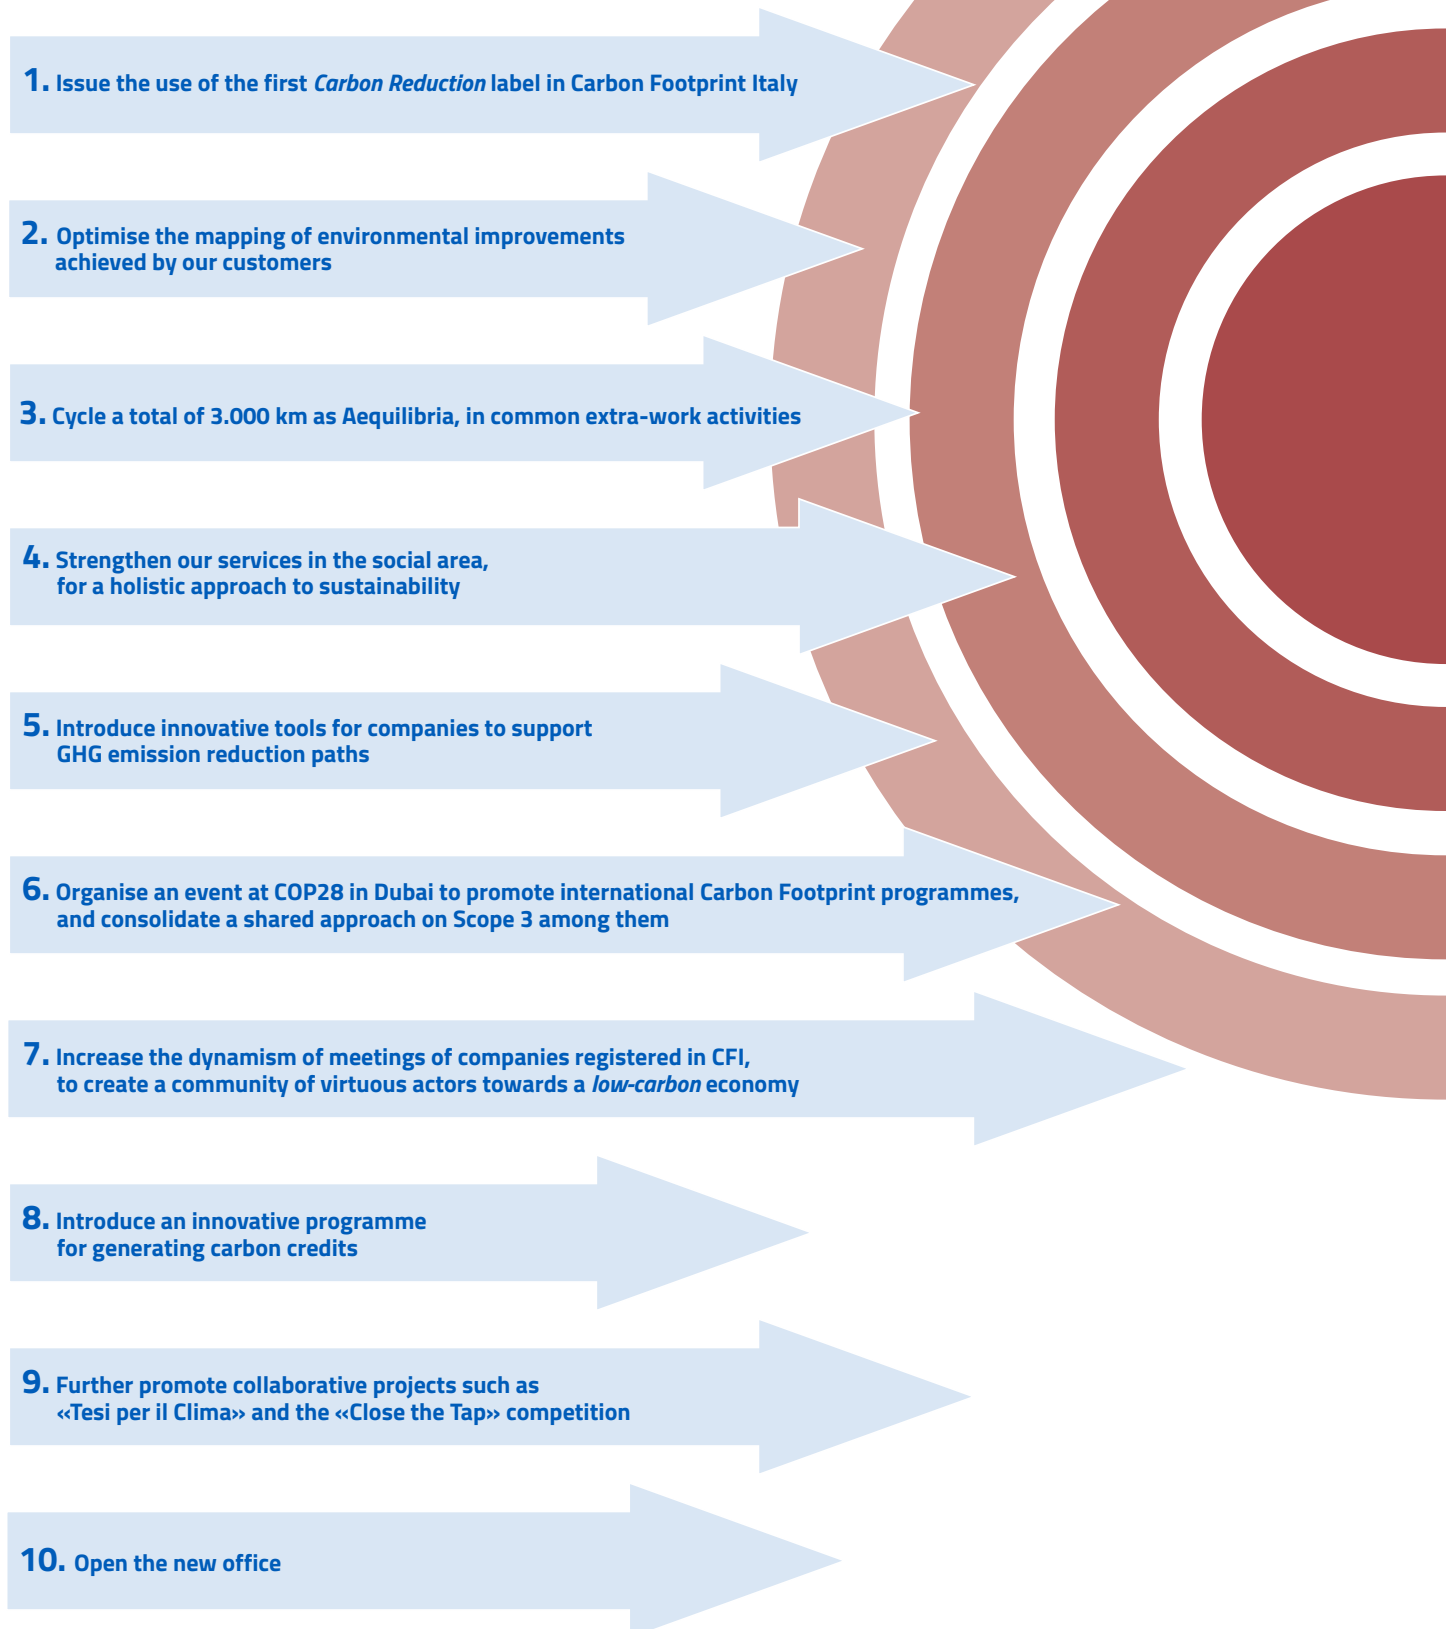 1. Issue the use of the first Carbon Reduction label in Carbon Footprint Italy
2. Optimise the mapping of environmental improvements
achieved by our customers
3. Cycle a total of 3.000 km as Aequilibria, in common extra-work activities
4. Strengthen our services in the social area,
for a holistic approach to sustainability
5. Introduce innovative tools for companies to support
GHG emission reduction paths
6. Organise an event at COP28 in Dubai to promote international Carbon Footprint programmes,
and consolidate a shared approach on Scope 3 among them
7. Increase the dynamism of meetings of companies registered in CFI,
to create a community of virtuous actors towards a low-carbon economy
8. Introduce an innovative programme
for generating carbon credits
9. Further promote collaborative projects such as
«Tesi per il Clima» and the «Close the Tap» competition
10. Open the new office